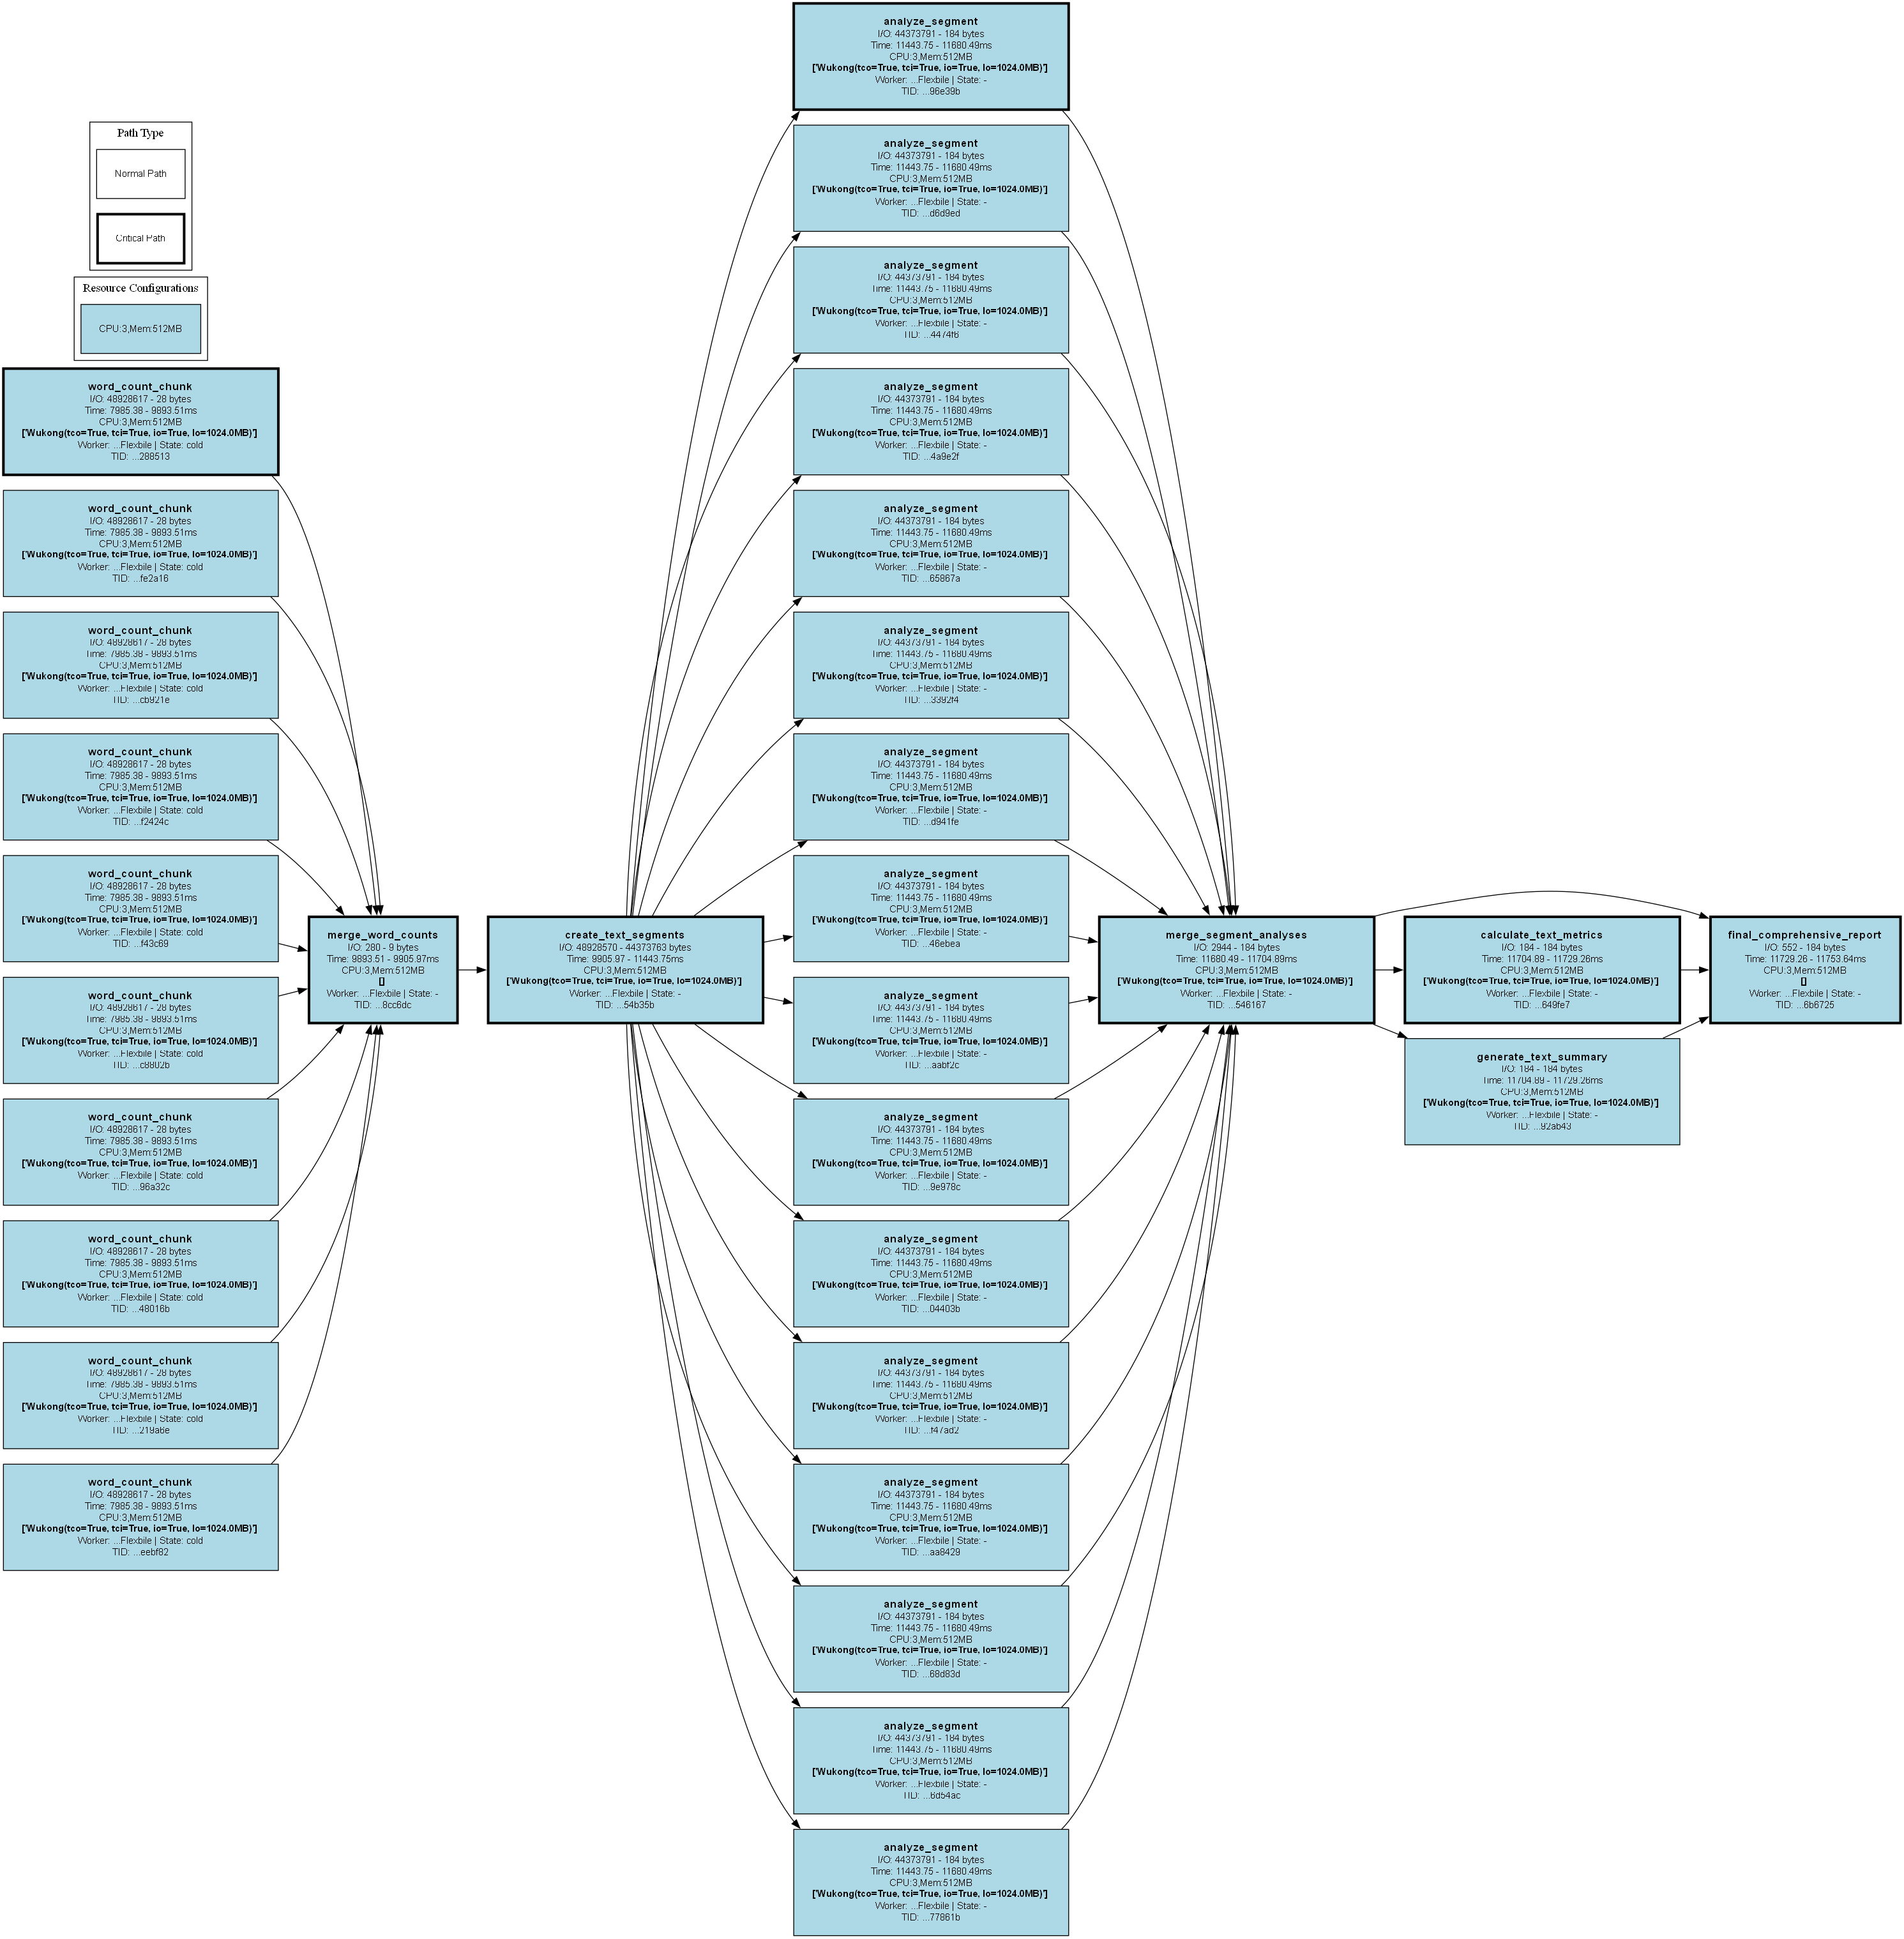 Path Type
Normal Path
Critical Path
Resource Configurations
CPU:3,Mem:512MB
word_count_chunk
I/O: 48928617 - 28 bytes
Time: 7985.38 - 9893.51ms
CPU:3,Mem:512MB
['Wukong(tco=True, tci=True, io=True, lo=1024.0MB)']
Worker: ...Flexbile | State: cold
TID: ...288513
word_count_chunk
I/O: 48928617 - 28 bytes
Time: 7985.38 - 9893.51ms
CPU:3,Mem:512MB
['Wukong(tco=True, tci=True, io=True, lo=1024.0MB)']
Worker: ...Flexbile | State: cold
TID: ...fe2a16
word_count_chunk
I/O: 48928617 - 28 bytes
Time: 7985.38 - 9893.51ms
CPU:3,Mem:512MB
['Wukong(tco=True, tci=True, io=True, lo=1024.0MB)']
Worker: ...Flexbile | State: cold
TID: ...cb921e
word_count_chunk
I/O: 48928617 - 28 bytes
Time: 7985.38 - 9893.51ms
CPU:3,Mem:512MB
['Wukong(tco=True, tci=True, io=True, lo=1024.0MB)']
Worker: ...Flexbile | State: cold
TID: ...f2424c
word_count_chunk
I/O: 48928617 - 28 bytes
Time: 7985.38 - 9893.51ms
CPU:3,Mem:512MB
['Wukong(tco=True, tci=True, io=True, lo=1024.0MB)']
Worker: ...Flexbile | State: cold
TID: ...f43c69
word_count_chunk
I/O: 48928617 - 28 bytes
Time: 7985.38 - 9893.51ms
CPU:3,Mem:512MB
['Wukong(tco=True, tci=True, io=True, lo=1024.0MB)']
Worker: ...Flexbile | State: cold
TID: ...c8802b
word_count_chunk
I/O: 48928617 - 28 bytes
Time: 7985.38 - 9893.51ms
CPU:3,Mem:512MB
['Wukong(tco=True, tci=True, io=True, lo=1024.0MB)']
Worker: ...Flexbile | State: cold
TID: ...96a32c
word_count_chunk
I/O: 48928617 - 28 bytes
Time: 7985.38 - 9893.51ms
CPU:3,Mem:512MB
['Wukong(tco=True, tci=True, io=True, lo=1024.0MB)']
Worker: ...Flexbile | State: cold
TID: ...48016b
word_count_chunk
I/O: 48928617 - 28 bytes
Time: 7985.38 - 9893.51ms
CPU:3,Mem:512MB
['Wukong(tco=True, tci=True, io=True, lo=1024.0MB)']
Worker: ...Flexbile | State: cold
TID: ...219a6e
word_count_chunk
I/O: 48928617 - 28 bytes
Time: 7985.38 - 9893.51ms
CPU:3,Mem:512MB
['Wukong(tco=True, tci=True, io=True, lo=1024.0MB)']
Worker: ...Flexbile | State: cold
TID: ...eebf82
merge_word_counts
I/O: 280 - 9 bytes
Time: 9893.51 - 9905.97ms
CPU:3,Mem:512MB
[]
Worker: ...Flexbile | State: -
TID: ...8cc6dc
create_text_segments
I/O: 48928570 - 44373763 bytes
Time: 9905.97 - 11443.75ms
CPU:3,Mem:512MB
['Wukong(tco=True, tci=True, io=True, lo=1024.0MB)']
Worker: ...Flexbile | State: -
TID: ...54b35b
analyze_segment
I/O: 44373791 - 184 bytes
Time: 11443.75 - 11680.49ms
CPU:3,Mem:512MB
['Wukong(tco=True, tci=True, io=True, lo=1024.0MB)']
Worker: ...Flexbile | State: -
TID: ...96e39b
analyze_segment
I/O: 44373791 - 184 bytes
Time: 11443.75 - 11680.49ms
CPU:3,Mem:512MB
['Wukong(tco=True, tci=True, io=True, lo=1024.0MB)']
Worker: ...Flexbile | State: -
TID: ...d6d9ed
analyze_segment
I/O: 44373791 - 184 bytes
Time: 11443.75 - 11680.49ms
CPU:3,Mem:512MB
['Wukong(tco=True, tci=True, io=True, lo=1024.0MB)']
Worker: ...Flexbile | State: -
TID: ...4474f6
analyze_segment
I/O: 44373791 - 184 bytes
Time: 11443.75 - 11680.49ms
CPU:3,Mem:512MB
['Wukong(tco=True, tci=True, io=True, lo=1024.0MB)']
Worker: ...Flexbile | State: -
TID: ...4a9e2f
analyze_segment
I/O: 44373791 - 184 bytes
Time: 11443.75 - 11680.49ms
CPU:3,Mem:512MB
['Wukong(tco=True, tci=True, io=True, lo=1024.0MB)']
Worker: ...Flexbile | State: -
TID: ...65867a
analyze_segment
I/O: 44373791 - 184 bytes
Time: 11443.75 - 11680.49ms
CPU:3,Mem:512MB
['Wukong(tco=True, tci=True, io=True, lo=1024.0MB)']
Worker: ...Flexbile | State: -
TID: ...3392f4
analyze_segment
I/O: 44373791 - 184 bytes
Time: 11443.75 - 11680.49ms
CPU:3,Mem:512MB
['Wukong(tco=True, tci=True, io=True, lo=1024.0MB)']
Worker: ...Flexbile | State: -
TID: ...d941fe
analyze_segment
I/O: 44373791 - 184 bytes
Time: 11443.75 - 11680.49ms
CPU:3,Mem:512MB
['Wukong(tco=True, tci=True, io=True, lo=1024.0MB)']
Worker: ...Flexbile | State: -
TID: ...46ebea
analyze_segment
I/O: 44373791 - 184 bytes
Time: 11443.75 - 11680.49ms
CPU:3,Mem:512MB
['Wukong(tco=True, tci=True, io=True, lo=1024.0MB)']
Worker: ...Flexbile | State: -
TID: ...aabf2c
analyze_segment
I/O: 44373791 - 184 bytes
Time: 11443.75 - 11680.49ms
CPU:3,Mem:512MB
['Wukong(tco=True, tci=True, io=True, lo=1024.0MB)']
Worker: ...Flexbile | State: -
TID: ...9e978c
analyze_segment
I/O: 44373791 - 184 bytes
Time: 11443.75 - 11680.49ms
CPU:3,Mem:512MB
['Wukong(tco=True, tci=True, io=True, lo=1024.0MB)']
Worker: ...Flexbile | State: -
TID: ...04403b
analyze_segment
I/O: 44373791 - 184 bytes
Time: 11443.75 - 11680.49ms
CPU:3,Mem:512MB
['Wukong(tco=True, tci=True, io=True, lo=1024.0MB)']
Worker: ...Flexbile | State: -
TID: ...f47ad2
analyze_segment
I/O: 44373791 - 184 bytes
Time: 11443.75 - 11680.49ms
CPU:3,Mem:512MB
['Wukong(tco=True, tci=True, io=True, lo=1024.0MB)']
Worker: ...Flexbile | State: -
TID: ...aa8429
analyze_segment
I/O: 44373791 - 184 bytes
Time: 11443.75 - 11680.49ms
CPU:3,Mem:512MB
['Wukong(tco=True, tci=True, io=True, lo=1024.0MB)']
Worker: ...Flexbile | State: -
TID: ...68d83d
analyze_segment
I/O: 44373791 - 184 bytes
Time: 11443.75 - 11680.49ms
CPU:3,Mem:512MB
['Wukong(tco=True, tci=True, io=True, lo=1024.0MB)']
Worker: ...Flexbile | State: -
TID: ...6d54ac
analyze_segment
I/O: 44373791 - 184 bytes
Time: 11443.75 - 11680.49ms
CPU:3,Mem:512MB
['Wukong(tco=True, tci=True, io=True, lo=1024.0MB)']
Worker: ...Flexbile | State: -
TID: ...77861b
merge_segment_analyses
I/O: 2944 - 184 bytes
Time: 11680.49 - 11704.89ms
CPU:3,Mem:512MB
['Wukong(tco=True, tci=True, io=True, lo=1024.0MB)']
Worker: ...Flexbile | State: -
TID: ...546167
calculate_text_metrics
I/O: 184 - 184 bytes
Time: 11704.89 - 11729.26ms
CPU:3,Mem:512MB
['Wukong(tco=True, tci=True, io=True, lo=1024.0MB)']
Worker: ...Flexbile | State: -
TID: ...649fe7
generate_text_summary
I/O: 184 - 184 bytes
Time: 11704.89 - 11729.26ms
CPU:3,Mem:512MB
['Wukong(tco=True, tci=True, io=True, lo=1024.0MB)']
Worker: ...Flexbile | State: -
TID: ...92ab43
final_comprehensive_report
I/O: 552 - 184 bytes
Time: 11729.26 - 11753.64ms
CPU:3,Mem:512MB
[]
Worker: ...Flexbile | State: -
TID: ...6b6725